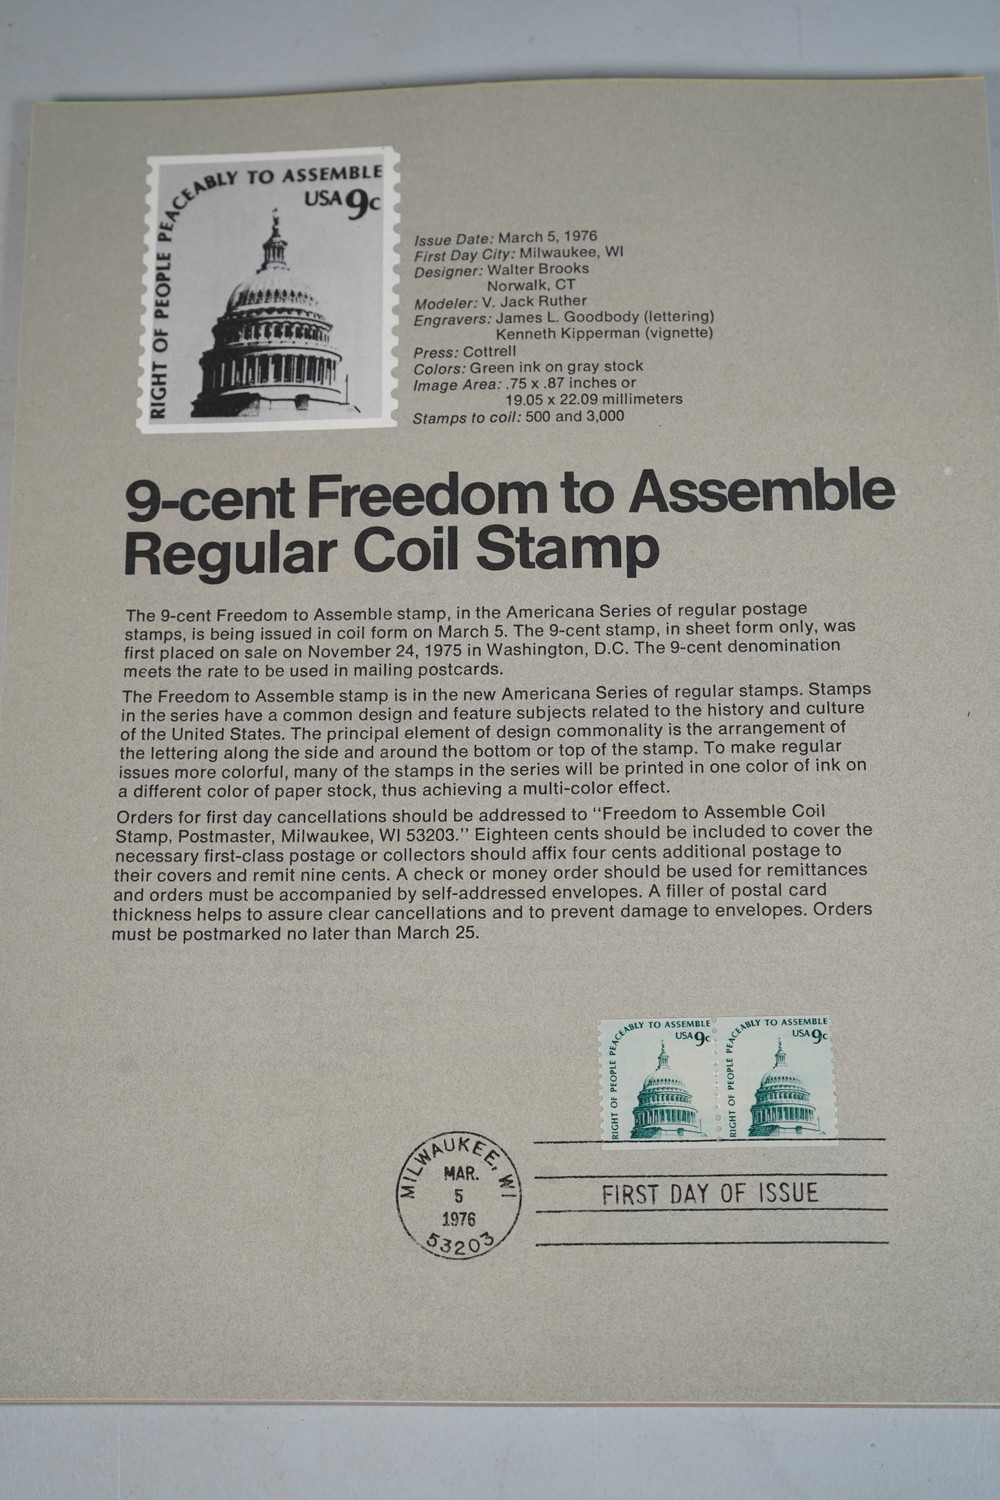 RIGHT OF PEOPLE PEACEABLY TO ASSEMBLE
USA 9c
Issue Date: March 5, 1976
First Day City: Milwaukee, WI
Designer: Walter Brooks
Norwalk, CT
Modeler: V. Jack Ruther
Engravers: James L. Goodbody (lettering)
Kenneth Kipperman (vignette)
Press: Cottrell
Colors: Green ink on gray stock
Image Area: .75 x .87 inches or
19.05 x 22.09 millimeters
Stamps to coil: 500 and 3,000
9-cent Freedom to Assemble
Regular Coil Stamp
The 9-cent Freedom to Assemble stamp, in the Americana Series of regular postage
stamps, is being issued in coil form on March 5. The 9-cent stamp, in sheet form only, was
first placed on sale on November 24, 1975 in Washington, D.C. The 9-cent denomination
meets the rate to be used in mailing postcards.
The Freedom to Assemble stamp is in the new Americana Series of regular stamps. Stamps
in the series have a common design and feature subjects related to the history and culture
of the United States. The principal element of design commonality is the arrangement of
the lettering along the side and around the bottom or top of the stamp. To make regular
issues more colorful, many of the stamps in the series will be printed in one color of ink on
a different color of paper stock, thus achieving a multi-color effect.
Orders for first day cancellations should be addressed to “Freedom to Assemble Coil
Stamp, Postmaster, Milwaukee, WI 53203.” Eighteen cents should be included to cover the
necessary first-class postage or collectors should affix four cents additional postage to
their covers and remit nine cents. A check or money order should be used for remittances
and orders must be accompanied by self-addressed envelopes. A filler of postal card
thickness helps to assure clear cancellations and to prevent damage to envelopes. Orders
must be postmarked no later than March 25.
RIGHT OF PEOPLE PEACEABLY TO ASSEMBLE
USA 9c
RIGHT OF PEOPLE PEACEABLY TO ASSEMBLE
USA 9c
MILWAUKEE, WI
MAR.
5
1976
53203
FIRST DAY OF ISSUE